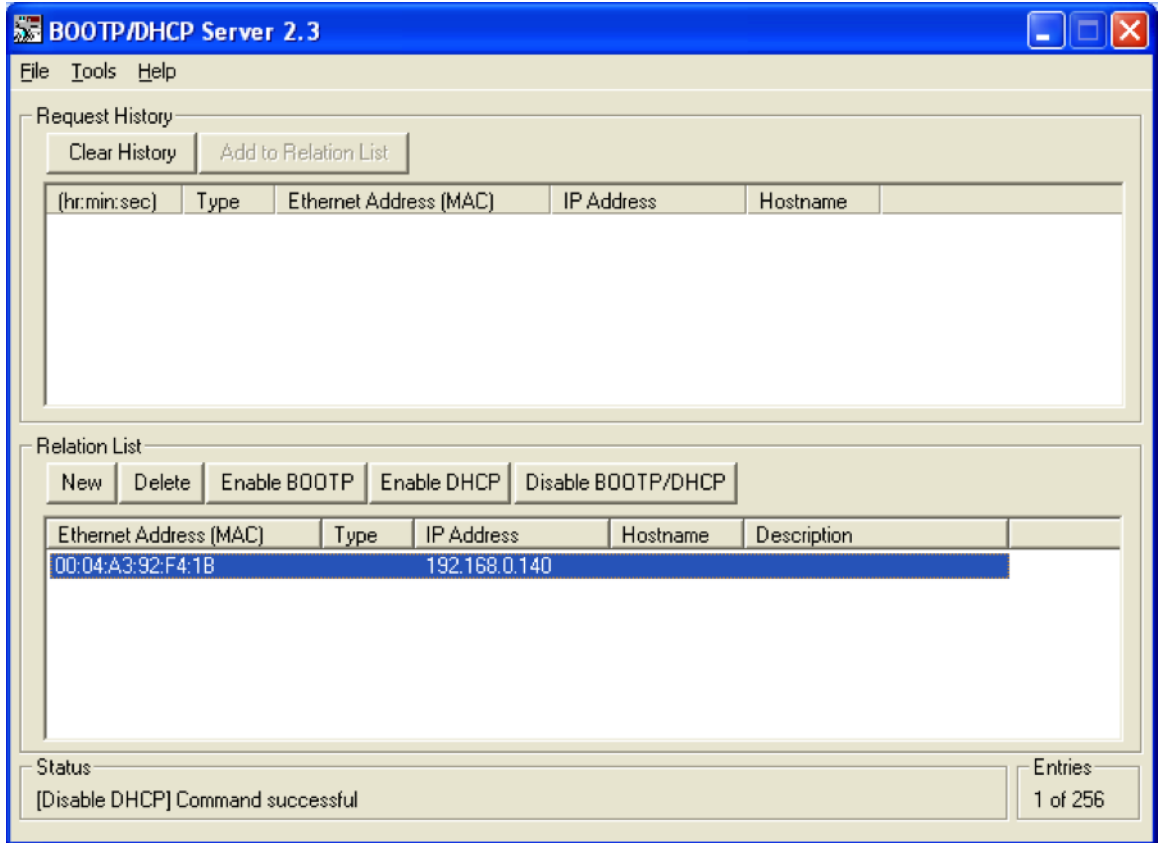 BOOTP/DHCP Server 2.3
File Tools Help
Request History
Clear History Add to Relation List
(hr:min:sec) Type Ethernet Address (MAC) IP Address Hostname
Relation List
New Delete Enable BOOTP Enable DHCP Disable BOOTP/DHCP
Ethernet Address (MAC) Type IP Address Hostname Description
00:04:A3:92:F4:1B 192.168.0.140
Status Entries
[Disable DHCP] Command successful 1 of 256